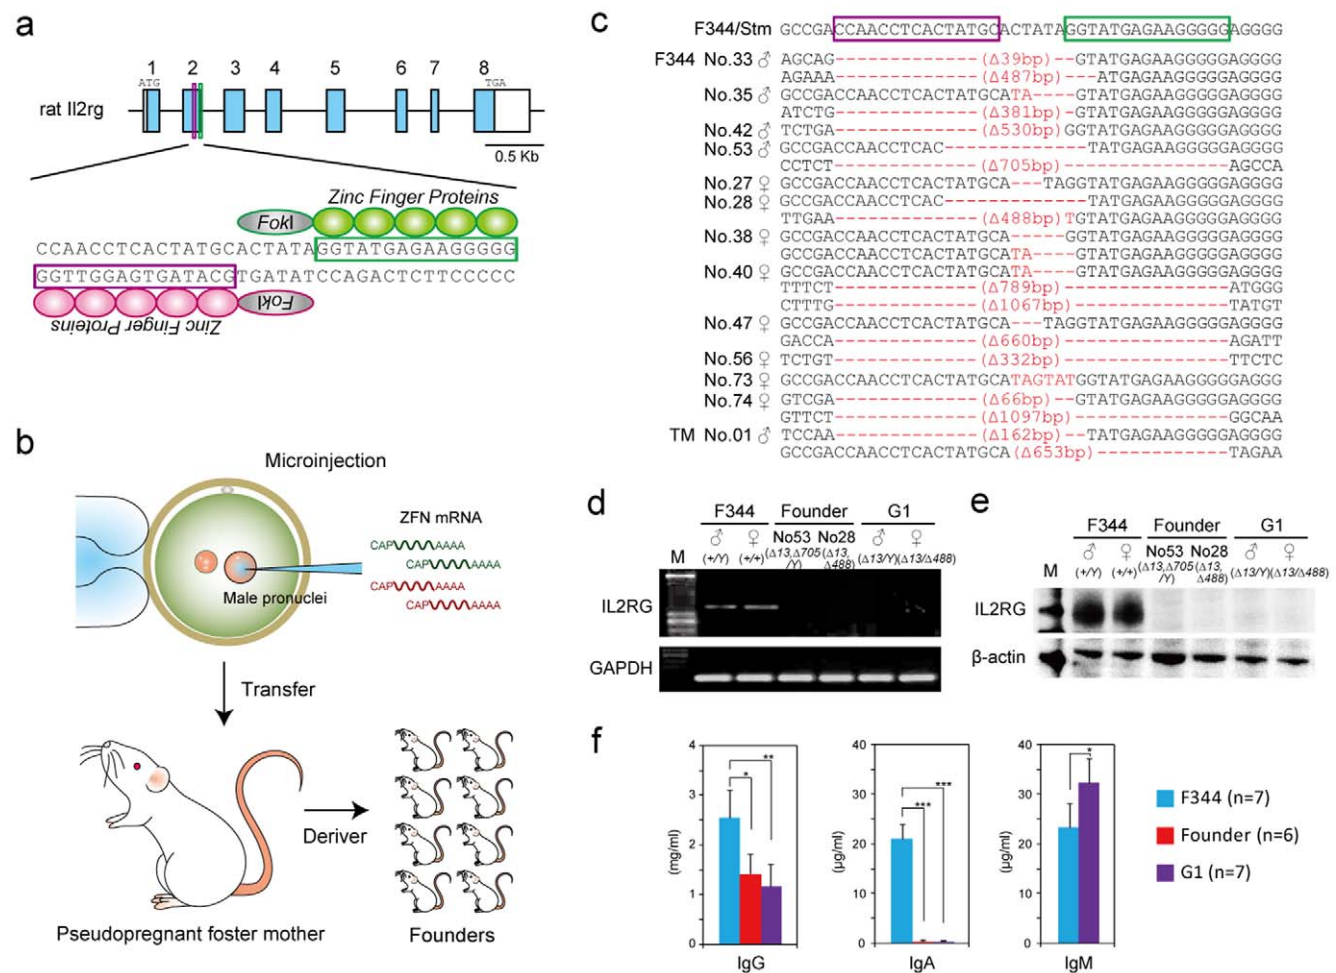 a
1 2 3 4 5 6 7 8
ATG TGA
rat Il2rg
0.5 Kb
Zinc Finger Proteins
FokI
CCAACCTCACTATGCACTATAGGTATGAGAAGGGGG
GGTTGGAGTGATACGTGATATCCAGACTCTTCCCCC
FokI
Zinc Finger Proteins
b
Microinjection
ZFN mRNA
CAP AAAA
CAP AAAA
CAP AAAA
CAP AAAA
Male pronuclei
Transfer
Deriver
Pseudopregnant foster mother
Founders
c
F344/Stm GCCGACCAACCTCACTATGCACTATAGGTATGAGAAGGGGGAGGGG
F344 No.33 ♂ AGCAG-------------(Δ39bp)--GTATGAGAAGGGGGAGGGG
AGAAA-------------(Δ487bp)---ATGAGAAGGGGGAGGGG
No.35 ♂ GCCGACCAACCTCACTATGCATA----GTATGAGAAGGGGGAGGGG
ATCTG-------------(Δ381bp)-GTATGAGAAGGGGGAGGGG
No.42 ♂ TCTGA-------------(Δ530bp)GGTATGAGAAGGGGGAGGGG
No.53 ♂ GCCGACCAACCTCAC-------------TATGAGAAGGGGGAGGGG
CCTCT-------------(Δ705bp)---------------AGCCA
No.27 ♀ GCCGACCAACCTCACTATGCA---TAGGTATGAGAAGGGGGAGGGG
No.28 ♀ GCCGACCAACCTCAC-------------TATGAGAAGGGGGAGGGG
TTGAA-------------(Δ488bp)TGTATGAGAAGGGGGAGGGG
No.38 ♀ GCCGACCAACCTCACTATGCA-----GGTATGAGAAGGGGGAGGGG
GCCGACCAACCTCACTATGCATA----GTATGAGAAGGGGGAGGGG
No.40 ♀ GCCGACCAACCTCACTATGCATA----GTATGAGAAGGGGGAGGGG
TTTCT-------------(Δ789bp)---------------ATGGG
CTTTG-------------(Δ1067bp)--------------TATGT
No.47 ♀ GCCGACCAACCTCACTATGCA---TAGGTATGAGAAGGGGGAGGGG
GACCA-------------(Δ660bp)---------------AGATT
No.56 ♀ TCTGT-------------(Δ332bp)---------------TTCTC
No.73 ♀ GCCGACCAACCTCACTATGCATAGTATGGTATGAGAAGGGGGAGGG
No.74 ♀ GTCGA-------------(Δ66bp)--GTATGAGAAGGGGGAGGGG
GTTCT-------------(Δ1097bp)--------------GGCAA
TM No.01 ♂ TCCAA-------------(Δ162bp)--TATGAGAAGGGGGAGGGG
GCCGACCAACCTCACTATGCA(Δ653bp)------------TAGAA
d
F344 Founder G1
♂ ♀ No53 No28 ♂ ♀
M (+/Y) (+/+) (Δ13,Δ705/Y) (Δ13,Δ488) (Δ13/Y) (Δ13/Δ488)
IL2RG
GAPDH
e
F344 Founder G1
♂ ♀ No53 No28 ♂ ♀
M (+/Y) (+/+) (Δ13,Δ705/Y) (Δ13,Δ488) (Δ13/Y) (Δ13/Δ488)
IL2RG
β-actin
f
4 3 2 1 0
(mg/ml)
* **
IgG
40 30 20 10 0
(μg/ml)
*** ***
IgA
40 30 20 10 0
(μg/ml)
*
IgM
F344 (n=7)
Founder (n=6)
G1 (n=7)